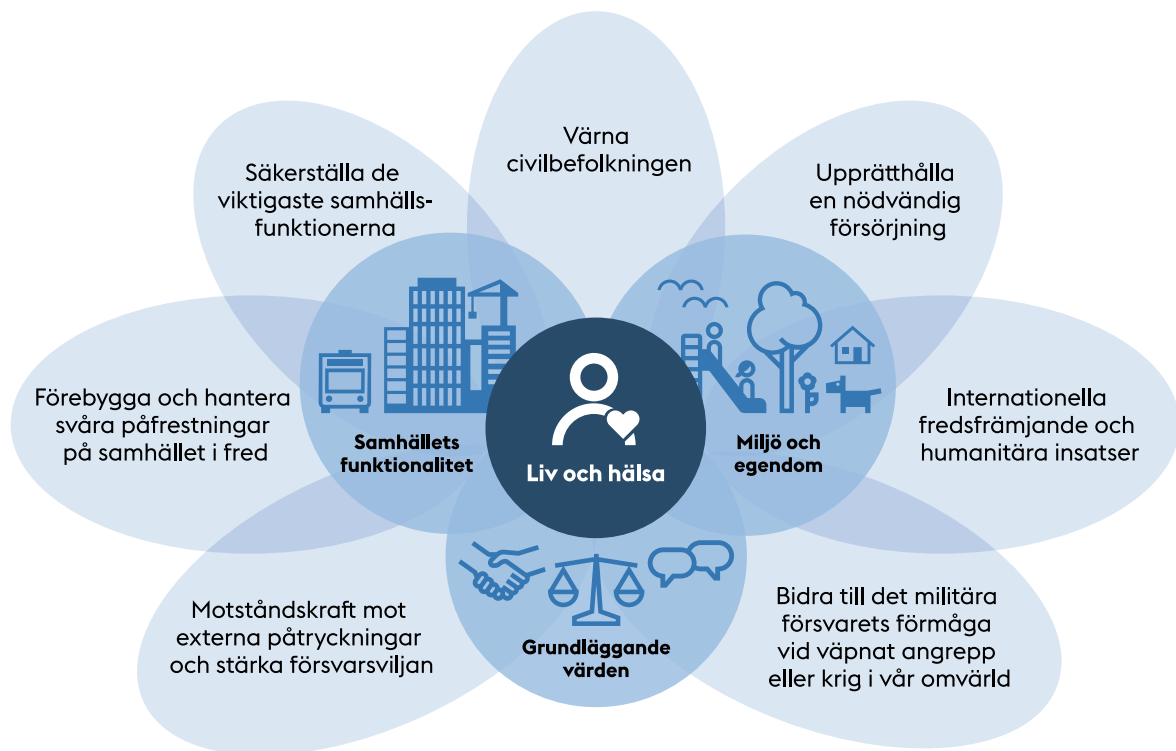 Värna
civilbefolkningen
Säkerställa de
viktigaste samhälls-
funktionerna
Upprätthålla
en nödvändig
försörjning
Förebygga och hantera
svåra påfrestningar
på samhället i fred
Samhällets
funktionalitet
Liv och hälsa
Miljö och
egendom
Internationella
fredsfrämjande och
humanitära insatser
Motståndskraft mot
externa påtryckningar
och stärka försvarsviljan
Grundläggande
värden
Bidra till det militära
försvarets förmåga
vid väpnat angrepp
eller krig i vår omvärld